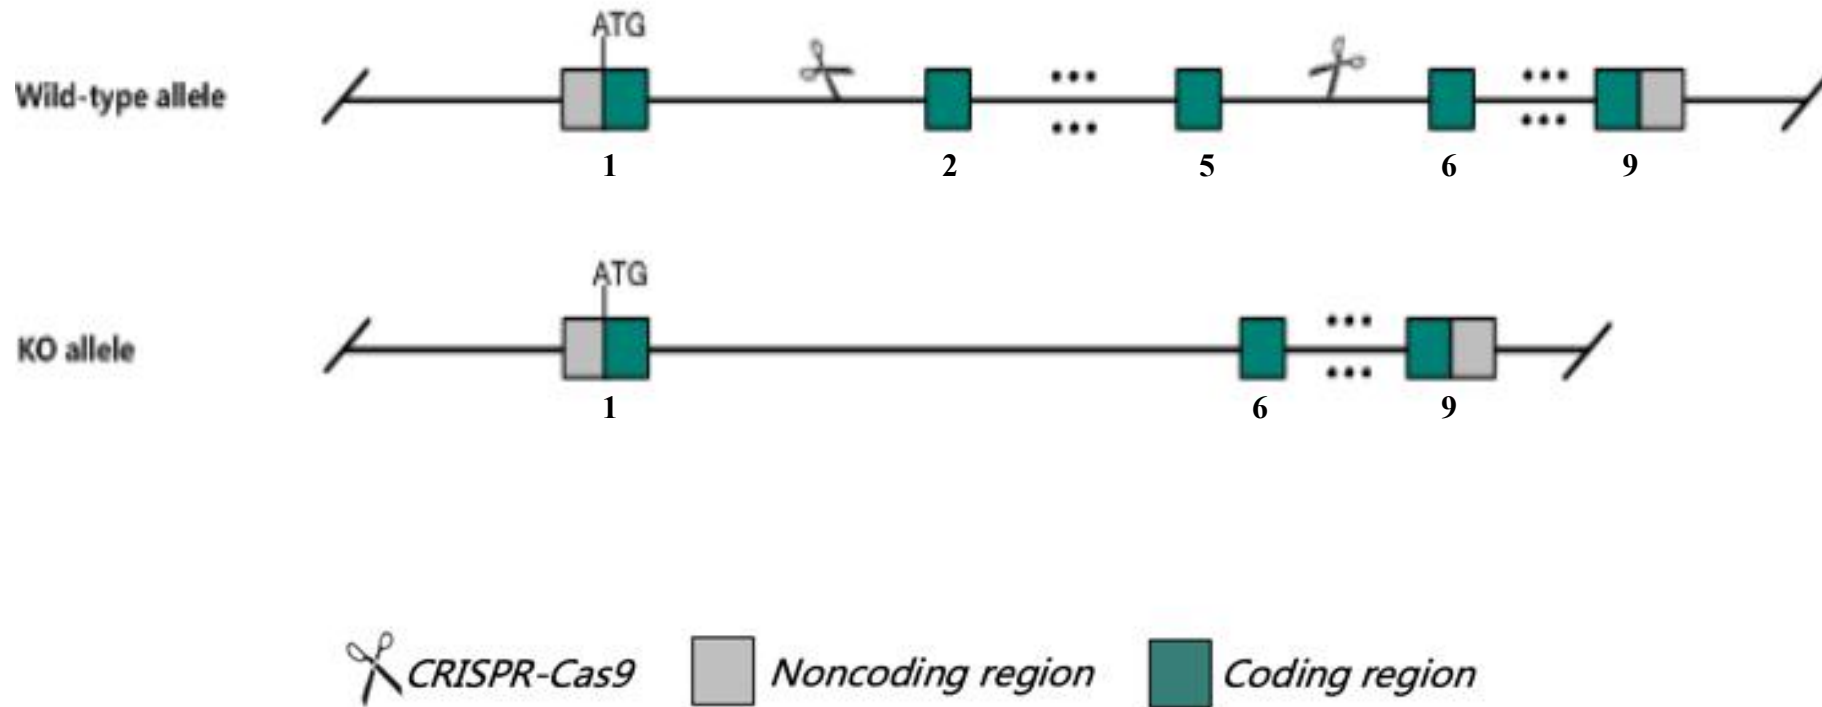 ATG
Wild-type allele
1 2 5 6 9
ATG
KO allele
1 6 9
CRISPR-Cas9 Noncoding region Coding region